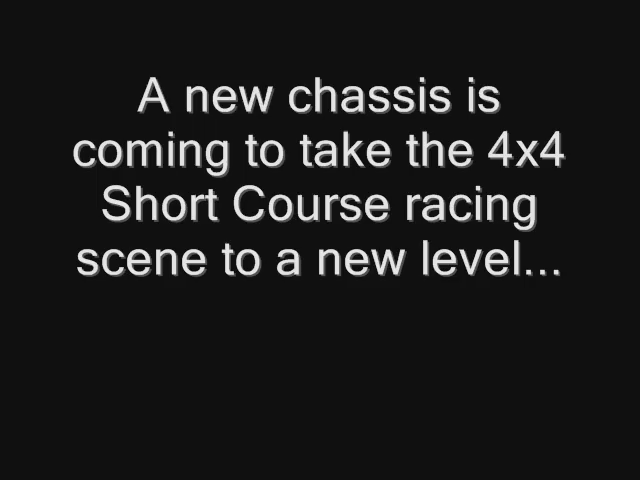 A new chassis is
coming to take the 4x4
Short Course racing
scene to a new level...